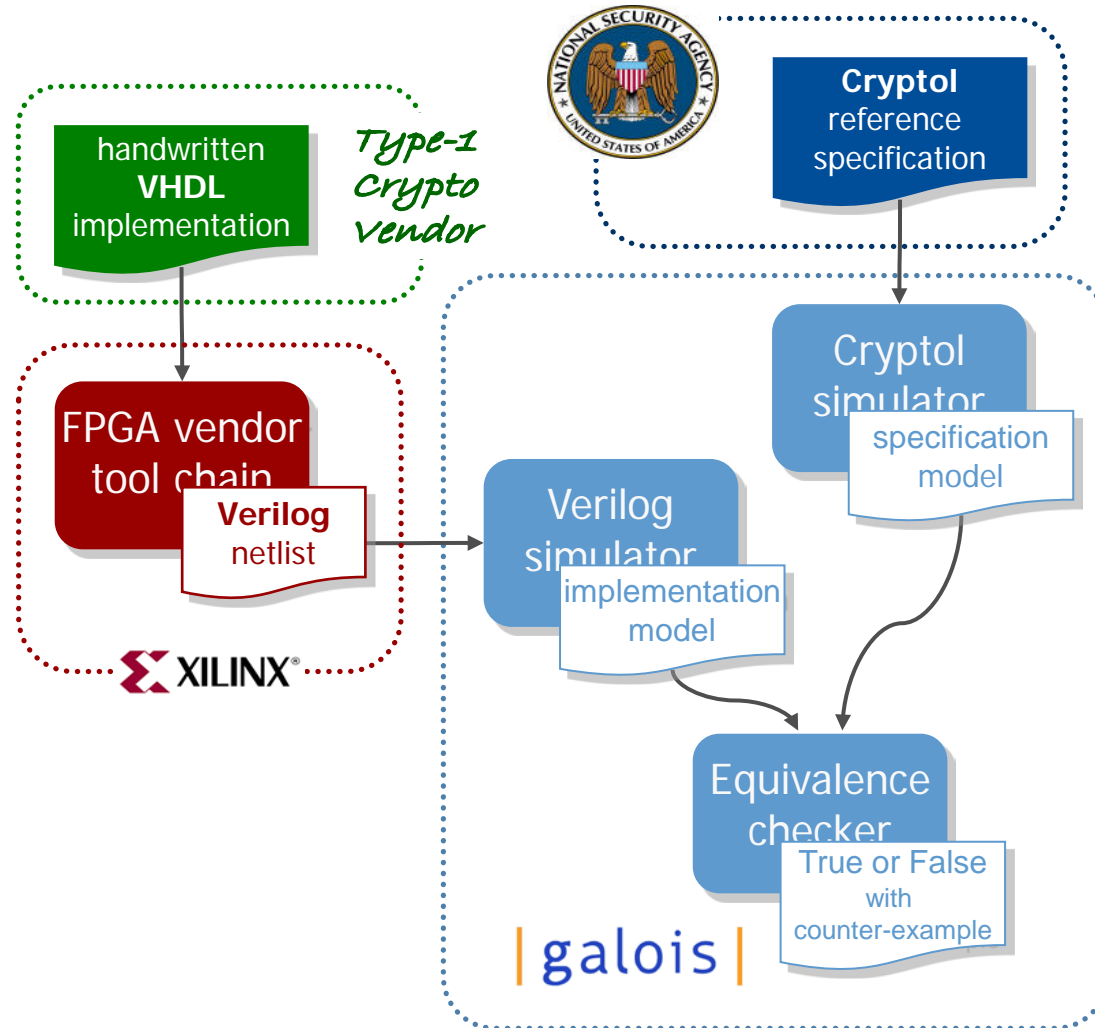 NATIONAL SECURITY AGENCY
UNITED STATES OF AMERICA
Cryptol
reference
specification
handwritten
VHDL
implementation
Type-1
Crypto
vendor
Cryptol
simulator
specification
model
FPGA vendor
tool chain
Verilog
netlist
XILINX®
Verilog
simulator
implementation
model
Equivalence
checker
True or False
with
counter-example
|galois|